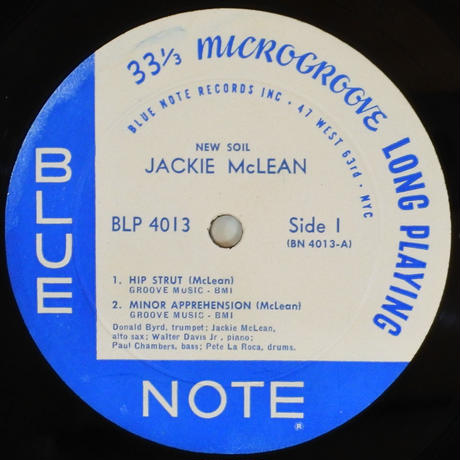 33⅓ MICROGROOVE LONG PLAYING
BLUE NOTE RECORDS INC • 47 WEST 63rd • NYC
NEW SOIL
JACKIE McLEAN
BLP 4013
Side 1
(BN 4013-A)
1. HIP STRUT (McLean)
GROOVE MUSIC - BMI
2. MINOR APPREHENSION (McLean)
GROOVE MUSIC - BMI
Donald Byrd, trumpet; Jackie McLean,
alto sax; Walter Davis Jr., piano;
Paul Chambers, bass; Pete La Roca, drums.
BLUE
NOTE ®